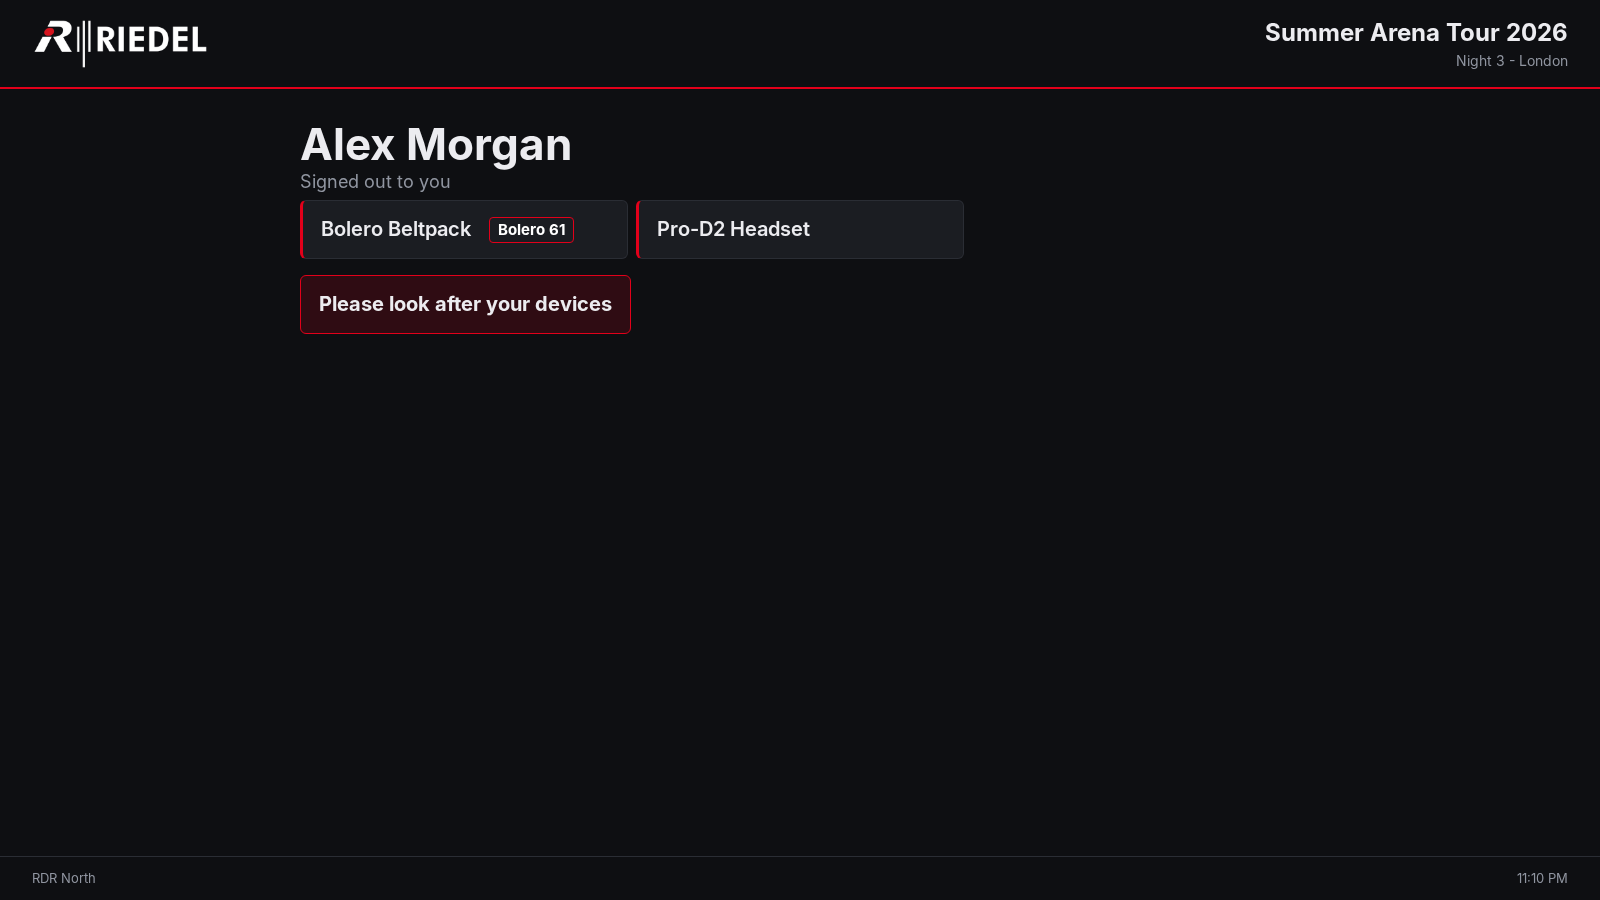 RIEDEL
Summer Arena Tour 2026
Night 3 - London
Alex Morgan
Signed out to you
Bolero Beltpack Bolero 61
Pro-D2 Headset
Please look after your devices
RDR North
11:10 PM